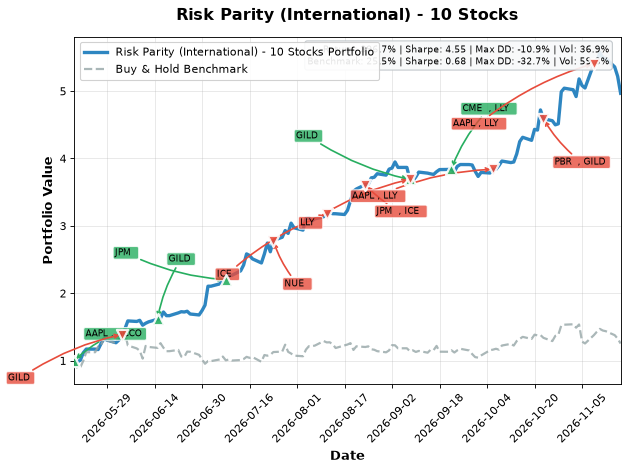 Risk Parity (International) - 10 Stocks
Risk Parity (International) - 10 Stocks Portfolio
Buy & Hold Benchmark
7% | Sharpe: 4.55 | Max DD: -10.9% | Vol: 36.9%
5% | Sharpe: 0.68 | Max DD: -32.7% | Vol:
Portfolio Value
5
4
3
2
1
CME , LLY
AAPL, LLY
GILD
PBR , GILD
AAPL, LLY
JPM , ICE
LLY
JPM
GILD
ICE
NUE
AAPL
CO
GILD
2026-05-29
2026-06-14
2026-06-30
2026-07-16
2026-08-01
2026-08-17
2026-09-02
2026-09-18
2026-10-04
2026-10-20
2026-11-05
Date